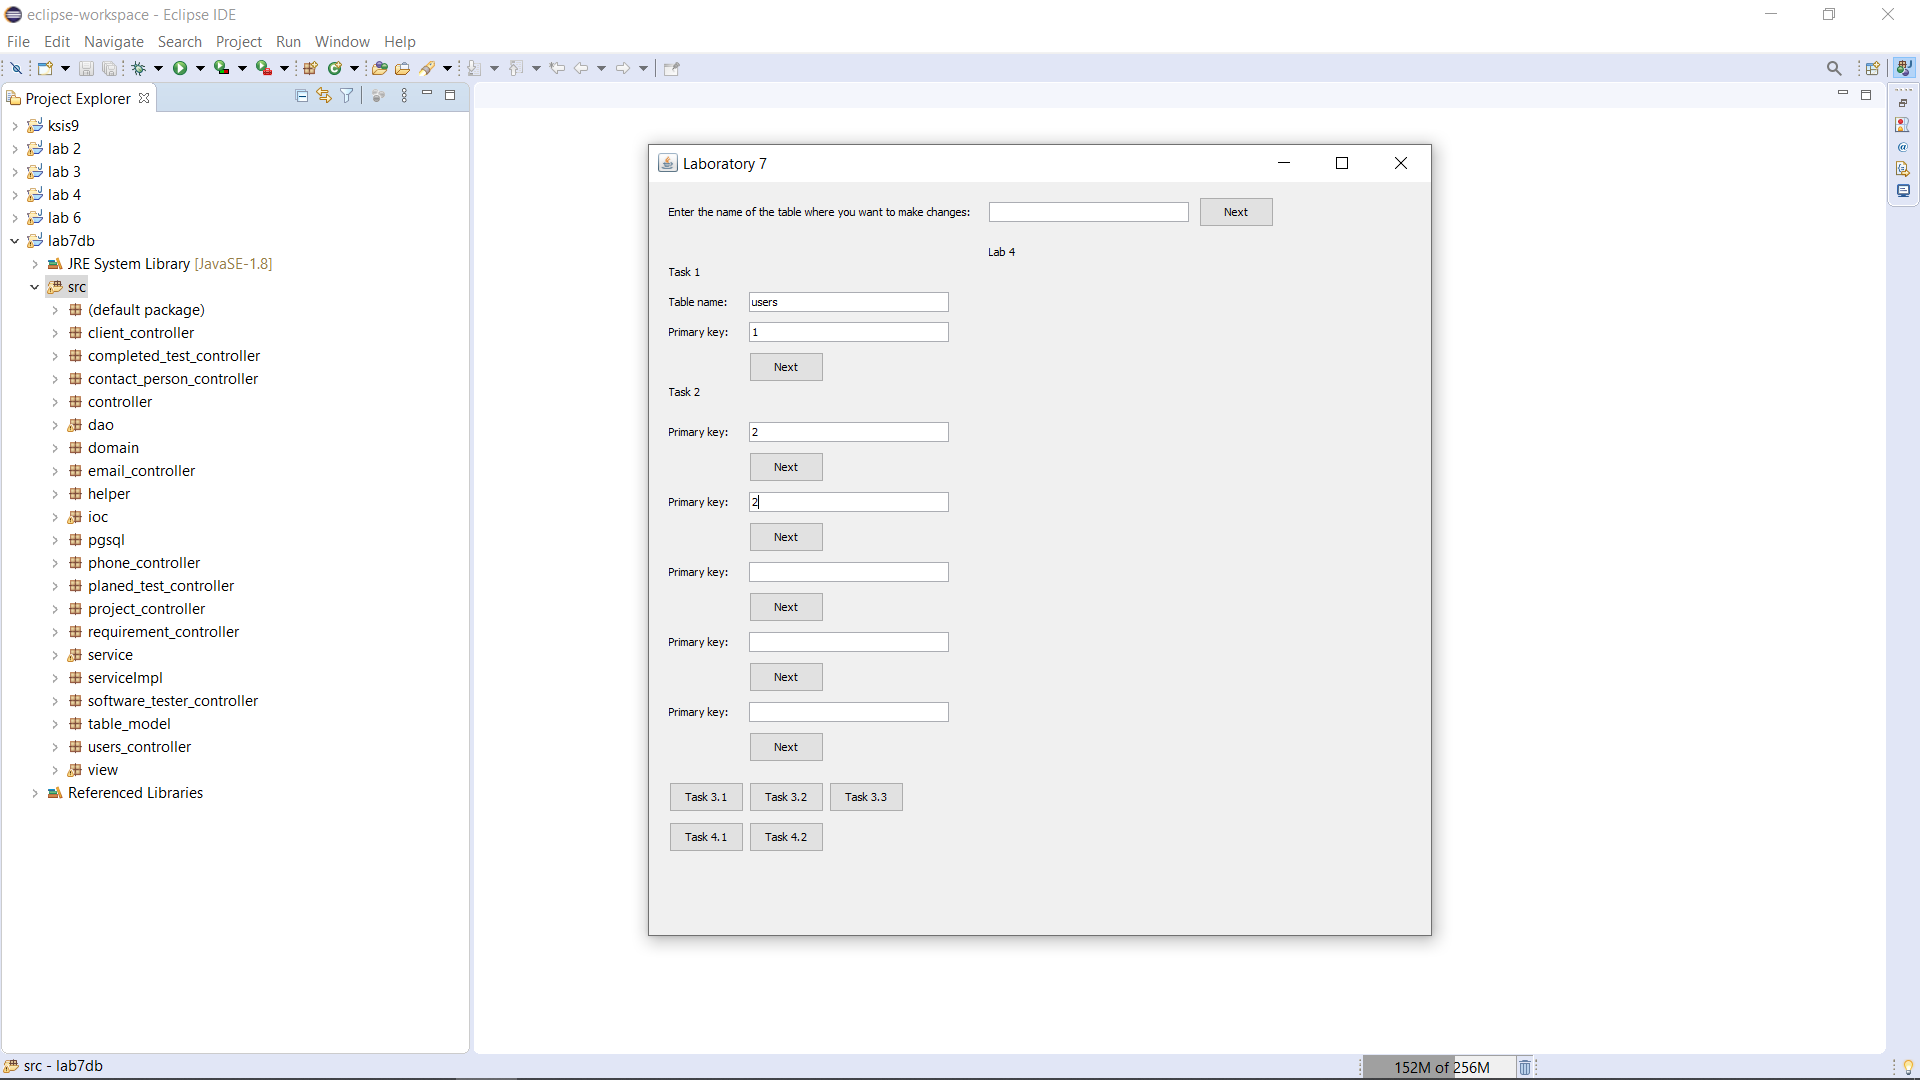 eclipse-workspace - Eclipse IDE
File Edit Navigate Search Project Run Window Help
Project Explorer
ksis9
lab 2
lab 3
lab 4
lab 6
lab7db
JRE System Library [JavaSE-1.8]
src
(default package)
client_controller
completed_test_controller
contact_person_controller
controller
dao
domain
email_controller
helper
ioc
pgsql
phone_controller
planed_test_controller
project_controller
requirement_controller
service
serviceImpl
software_tester_controller
table_model
users_controller
view
Referenced Libraries
Laboratory 7
Enter the name of the table where you want to make changes: Next
Lab 4
Task 1
Table name: users
Primary key: 1
Next
Task 2
Primary key: 2
Next
Primary key: 2
Next
Primary key:
Next
Primary key:
Next
Primary key:
Next
Task 3.1 Task 3.2 Task 3.3
Task 4.1 Task 4.2
src - lab7db
152M of 256M